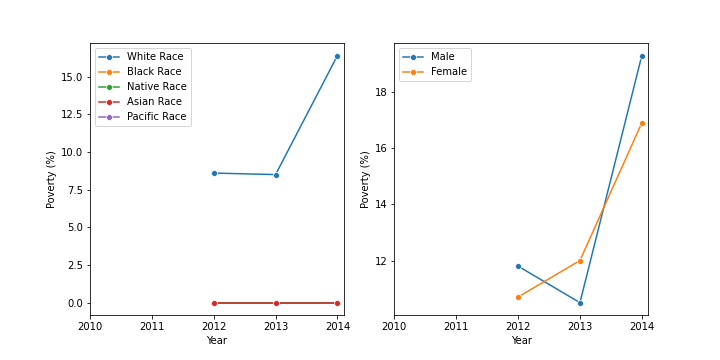 White Race
Black Race
Native Race
Asian Race
Pacific Race
15.0
12.5
10.0
7.5
5.0
2.5
0.0
Poverty (%)
2010 2011 2012 2013 2014
Year
Male
Female
18
16
14
12
Poverty (%)
2010 2011 2012 2013 2014
Year